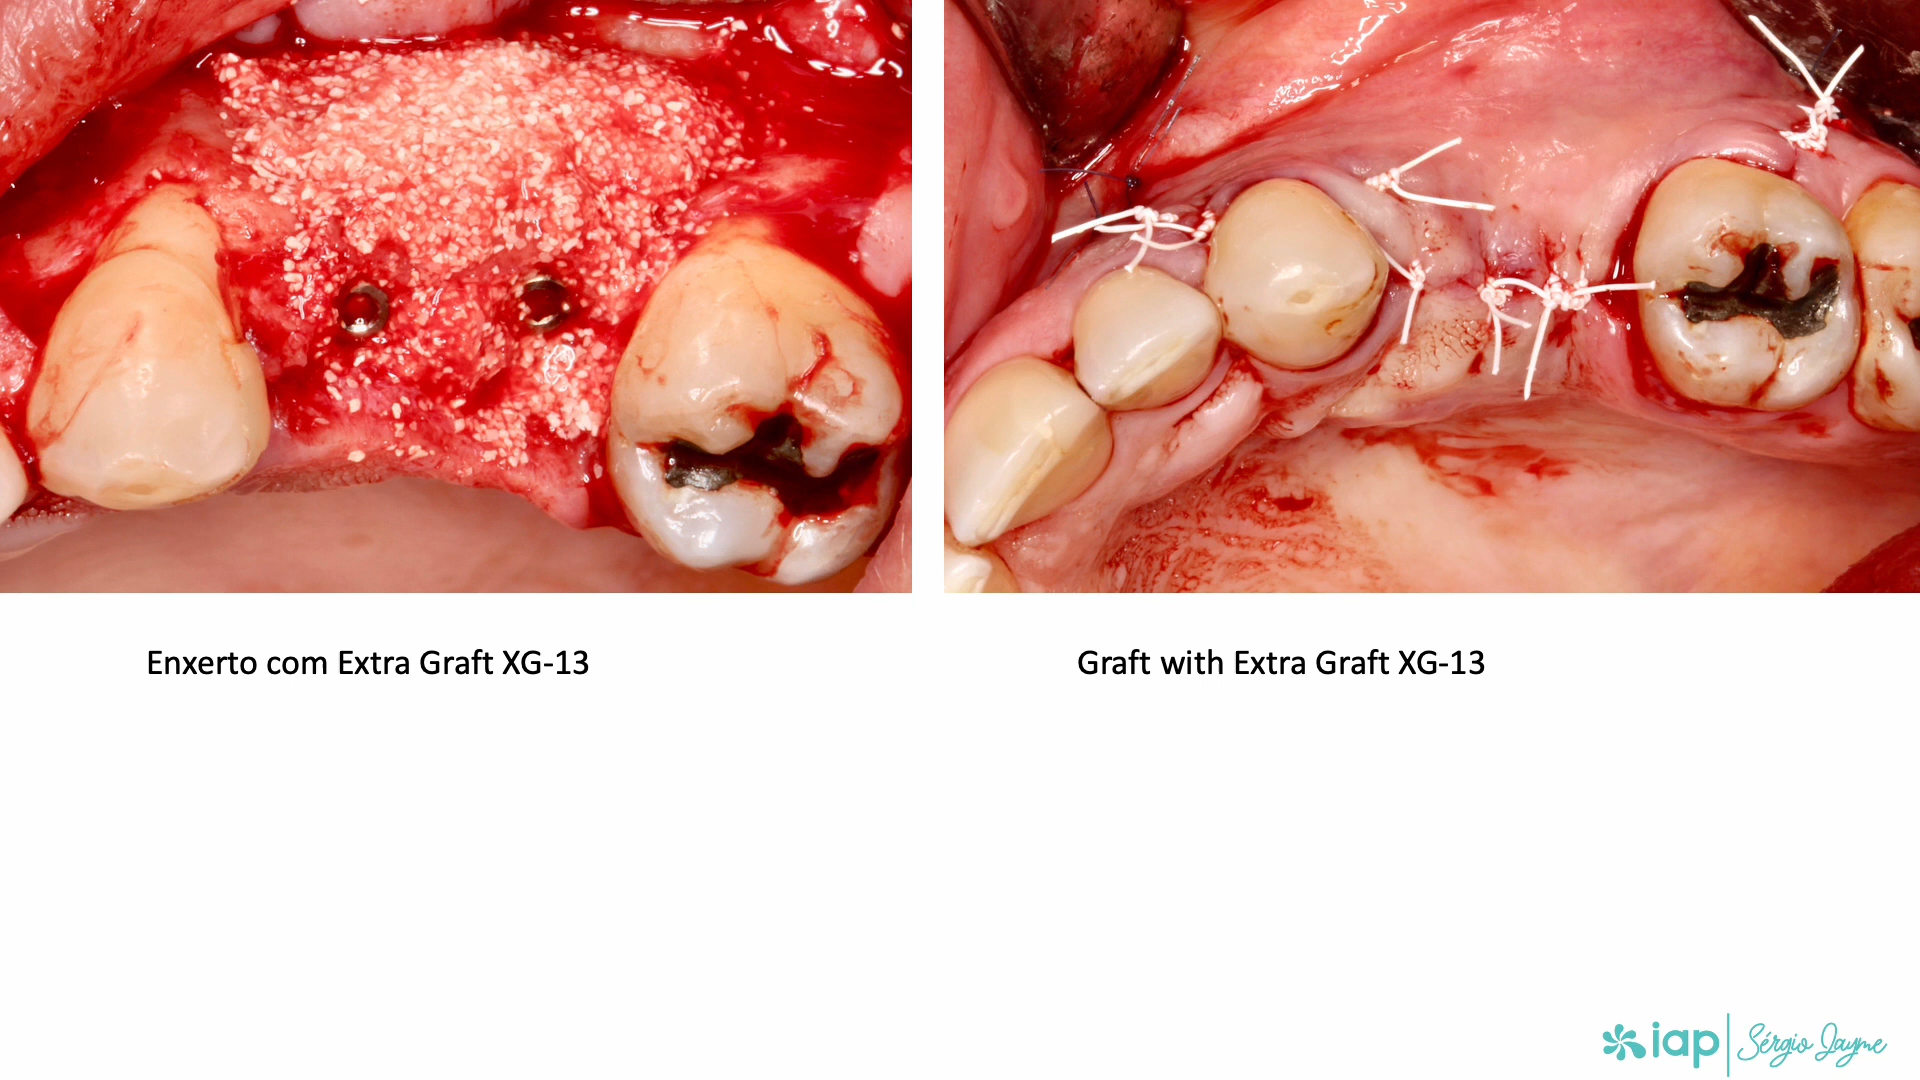 Enxerto com Extra Graft XG-13
Graft with Extra Graft XG-13
iap
Sérgio Jayme